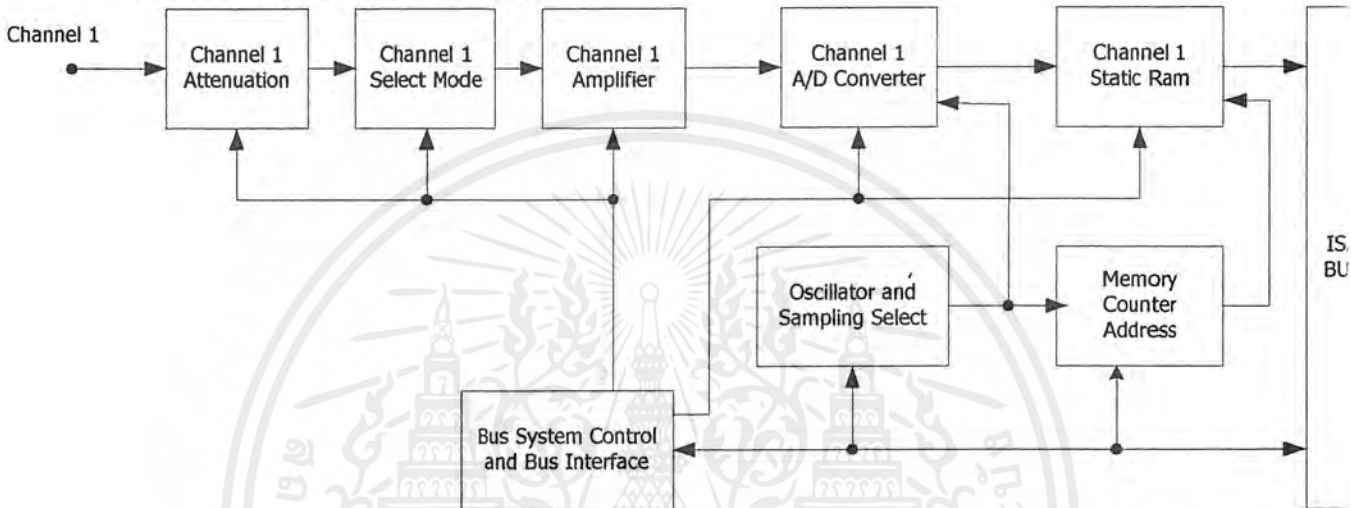 Channel 1
Channel 1
Attenuation
Channel 1
Select Mode
Channel 1
Amplifier
Channel 1
A/D Converter
Channel 1
Static Ram
Oscillator and
Sampling Select
Memory
Counter
Address
Bus System Control
and Bus Interface